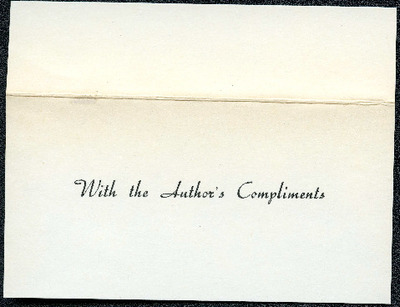 With the Author's Compliments